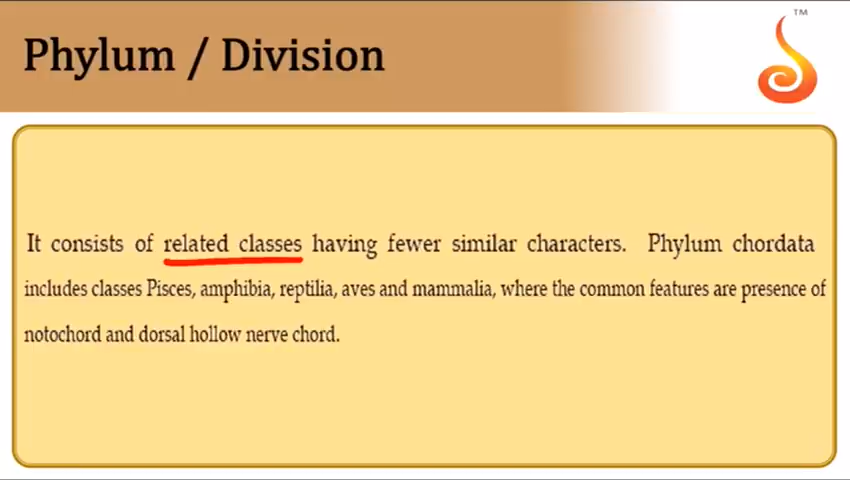 Phylum / Division
TM
It consists of related classes having fewer similar characters. Phylum chordata
includes classes Pisces, amphibia, reptilia, aves and mammalia, where the common features are presence of
notochord and dorsal hollow nerve chord.